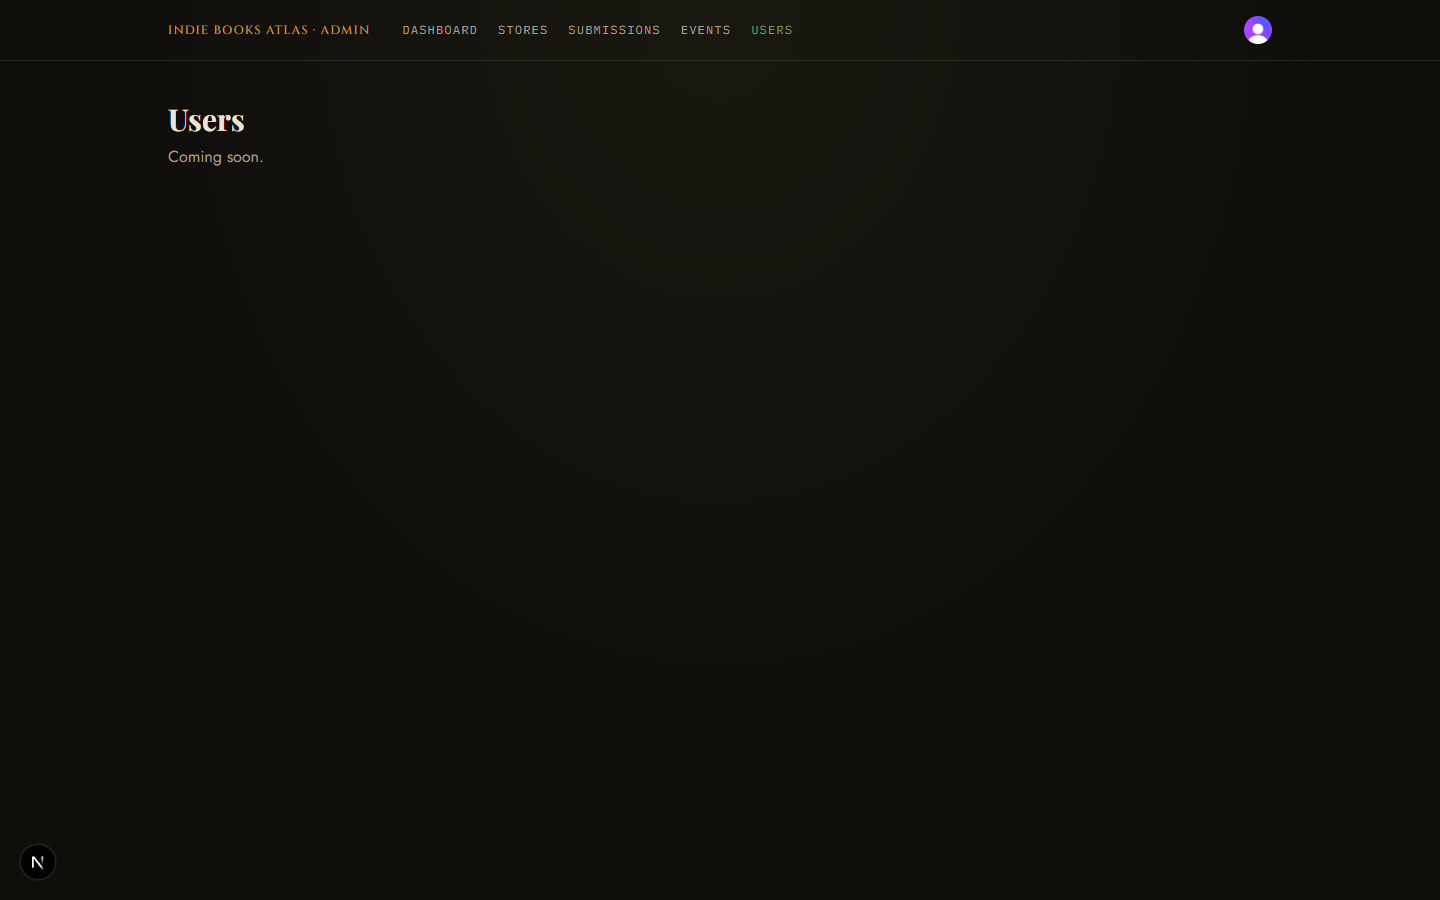 INDIE BOOKS ATLAS · ADMIN DASHBOARD STORES SUBMISSIONS EVENTS USERS
Users
Coming soon.
N